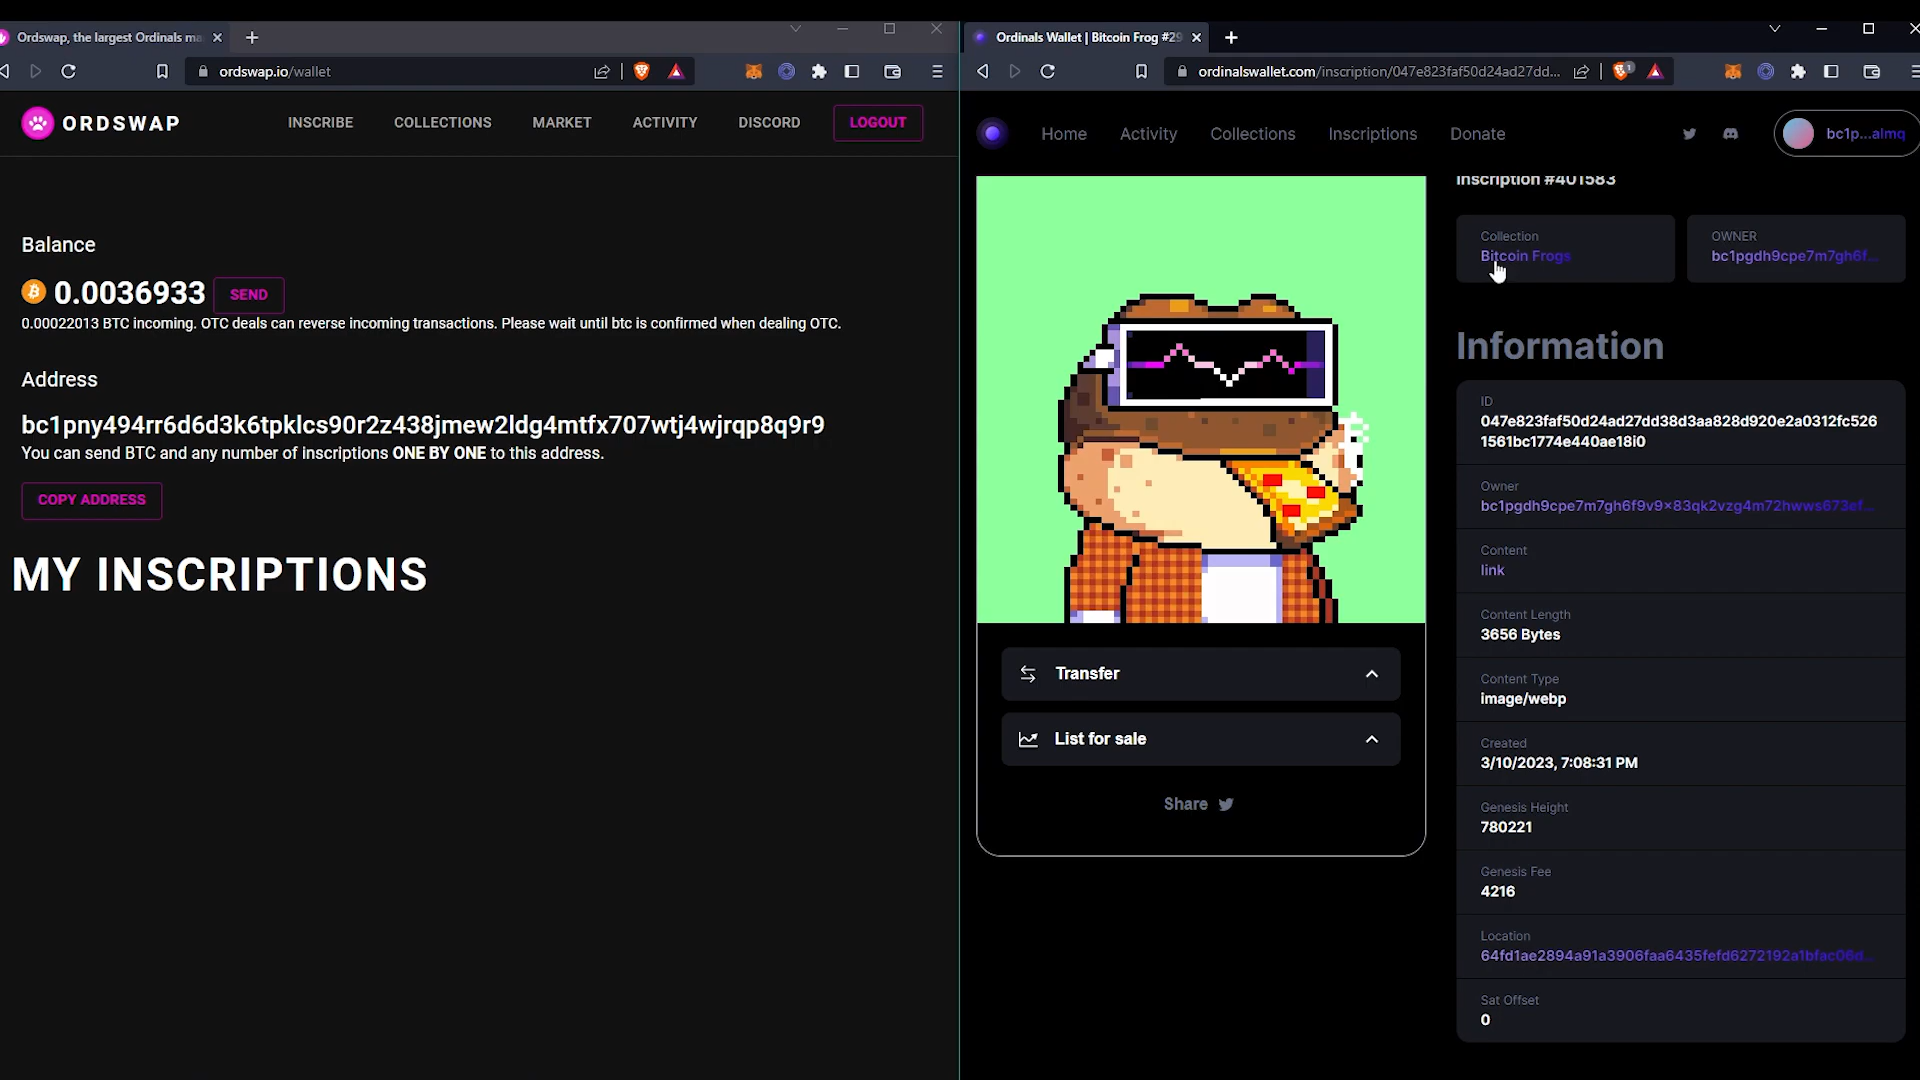 Ordswap, the largest Ordinals ma
ordswap.io/wallet
ORDSWAP
INSCRIBE
COLLECTIONS
MARKET
ACTIVITY
DISCORD
LOGOUT
Balance
0.0036933
SEND
0.00022013 BTC incoming. OTC deals can reverse incoming transactions. Please wait until btc is confirmed when dealing OTC.
Address
bc1pny494rr6d6d3k6tpklcs90r2z438jmew2ldg4mtfx707wtj4wjrqp8q9r9
You can send BTC and any number of inscriptions ONE BY ONE to this address.
COPY ADDRESS
MY INSCRIPTIONS
Ordinals Wallet | Bitcoin Frog #29
ordinalswallet.com/inscription/047e823faf50d24ad27dd...
1
Home
Activity
Collections
Inscriptions
Donate
bc1p...almq
Transfer
List for sale
Share
Inscription #401583
Collection
Bitcoin Frogs
OWNER
bc1pgdh9cpe7m7gh6f...
Information
ID
047e823faf50d24ad27dd38d3aa828d920e2a0312fc526
1561bc1774e440ae18i0
Owner
bc1pgdh9cpe7m7gh6f9v9x83qk2vzg4m72hwws673ef...
Content
link
Content Length
3656 Bytes
Content Type
image/webp
Created
3/10/2023, 7:08:31 PM
Genesis Height
780221
Genesis Fee
4216
Location
64fd1ae2894a91a3906faa6435fefd6272192a1bfac06d...
Sat Offset
0